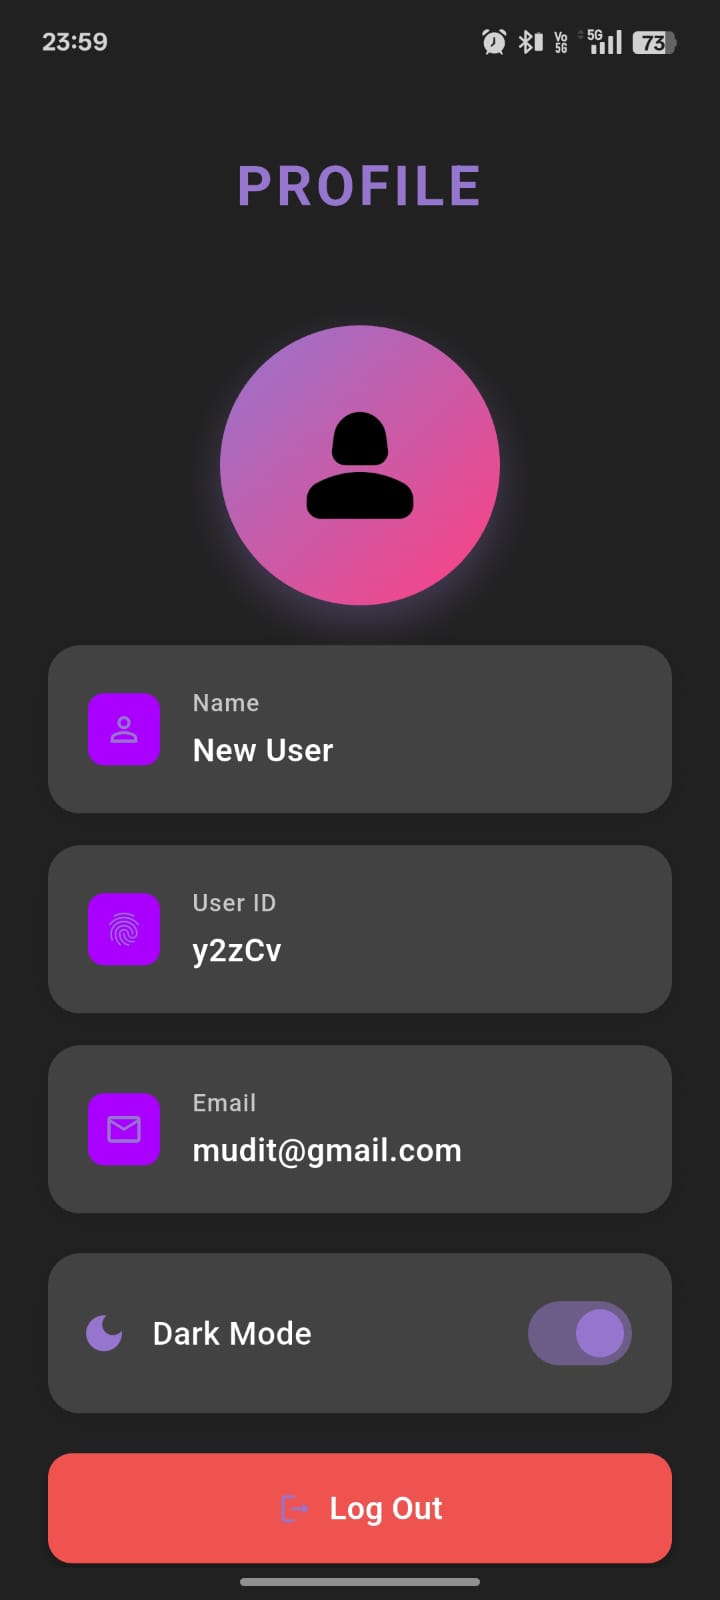 23:59
Vo
5G
5G
73
PROFILE
Name
New User
User ID
y2zCv
Email
mudit@gmail.com
Dark Mode
Log Out